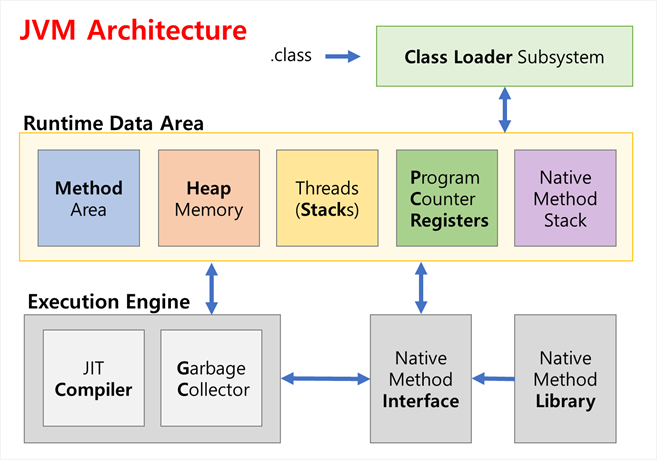 JVM Architecture
.class
Class Loader Subsystem
Runtime Data Area
Method
Area
Heap
Memory
Threads
(Stacks)
Program
Counter
Registers
Native
Method
Stack
Execution Engine
JIT
Compiler
Garbage
Collector
Native
Method
Interface
Native
Method
Library